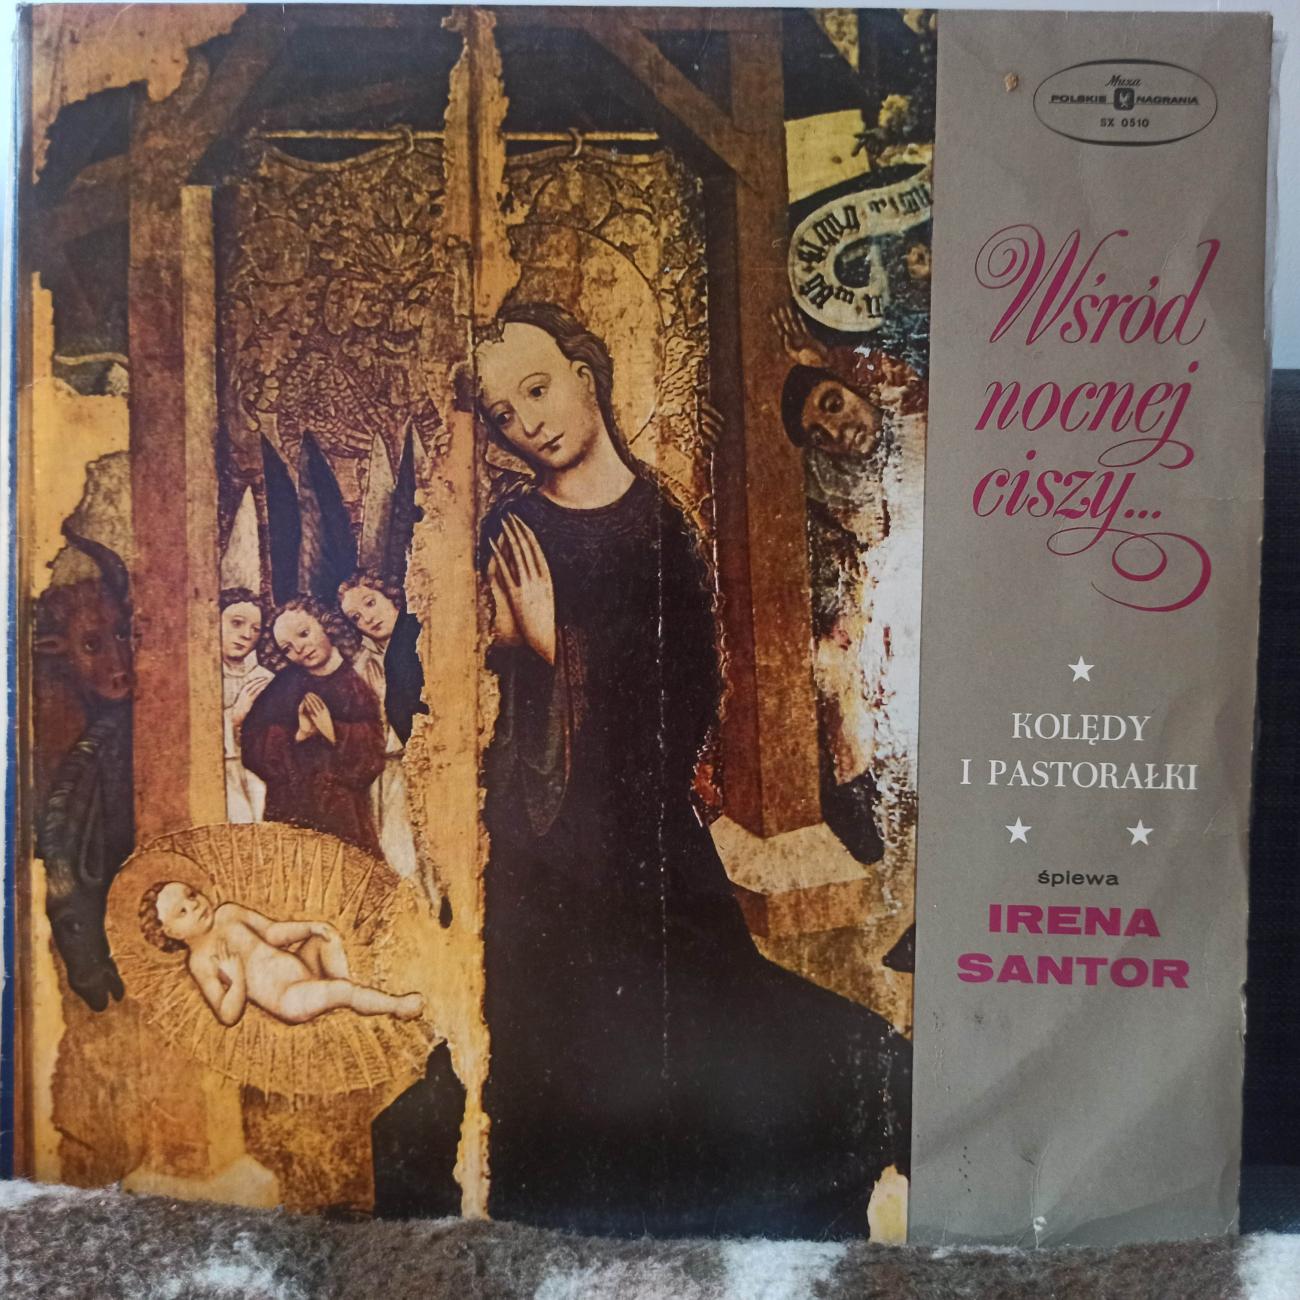 Muza
POLSKIE NAGRANIA
SX 0510
Wśród
nocnej
ciszy...
KOLĘDY
I PASTORAŁKI
śpiewa
IRENA
SANTOR